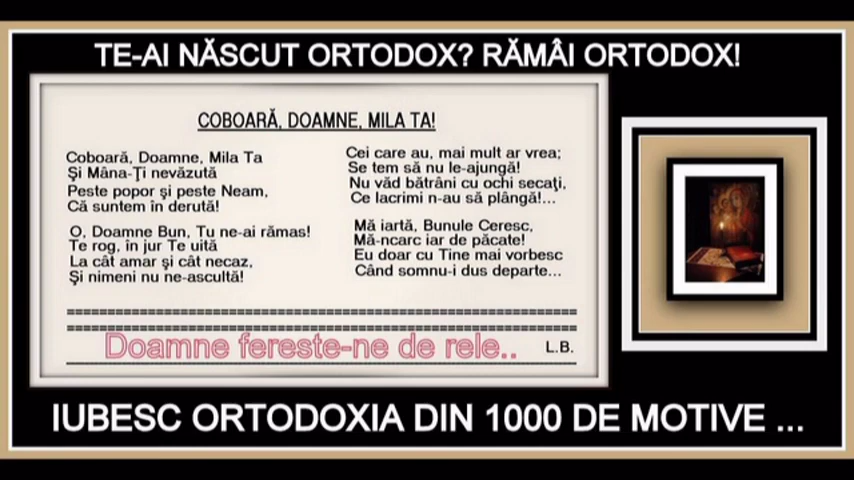 TE-AI NĂSCUT ORTODOX? RĂMÂI ORTODOX!
COBOARĂ, DOAMNE, MILA TA!
Coboară, Doamne, Mila Ta
Şi Mâna-Ţi nevăzută
Peste popor şi peste Neam,
Că suntem în derută!
O, Doamne Bun, Tu ne-ai rămas!
Te rog, în jur Te uită
La cât amar şi cât necaz,
Şi nimeni nu ne-ascultă!
Cei care au, mai mult ar vrea;
Se tem să nu le-ajungă!
Nu văd bătrâni cu ochi secaţi,
Ce lacrimi n-au să plângă!...
Mă iartă, Bunule Ceresc,
Mă-ncarc iar de păcate!
Eu doar cu Tine mai vorbesc
Când somnu-i dus departe...
Doamne fereste-ne de rele..
L.B.
IUBESC ORTODOXIA DIN 1000 DE MOTIVE ...